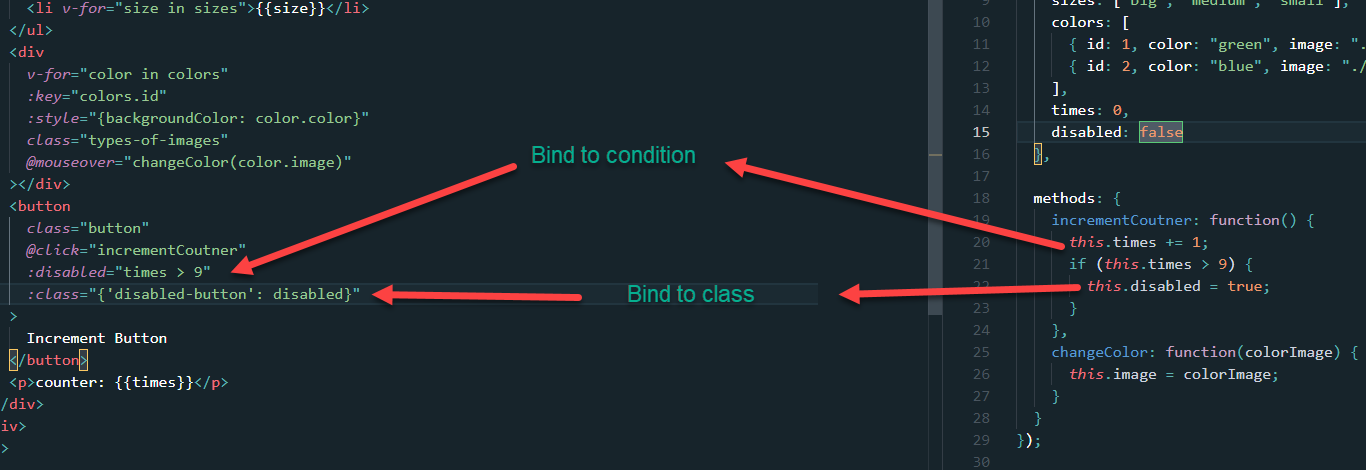 <li v-for="size in sizes">{{size}}</li>
</ul>
<div
v-for="color in colors"
:key="colors.id"
:style="{backgroundColor: color.color}"
class="types-of-images"
@mouseover="changeColor(color.image)"
></div>
<button
class="button"
@click="incrementCoutner"
:disabled="times > 9"
:class="{'disabled-button': disabled}"
>
Increment Button
</button>
<p>counter: {{times}}</p>
/div>
iv>
>
Bind to condition
Bind to class
9 sizes: ["big", "medium", "small"],
10 colors: [
11 { id: 1, color: "green", image: ".
12 { id: 2, color: "blue", image: "./
13 ],
14 times: 0,
15 disabled: false
16 },
17
18 methods: {
19 incrementCoutner: function() {
20 this.times += 1;
21 if (this.times > 9) {
22 this.disabled = true;
23 }
24 },
25 changeColor: function(colorImage) {
26 this.image = colorImage;
27 }
28 }
29 });
30